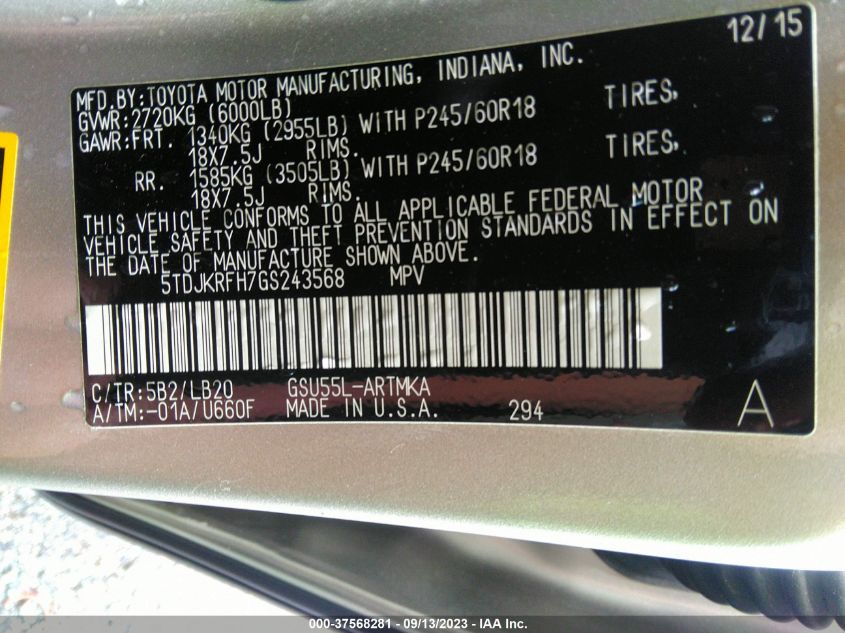 12/15
MFD.BY:TOYOTA MOTOR MANUFACTURING, INDIANA, INC.
GVWR:2720KG (6000LB)
GAWR:FRT. 1340KG (2955LB) WITH P245/60R18 TIRES,
18X7.5J RIMS.
RR. 1585KG (3505LB) WITH P245/60R18 TIRES,
18X7.5J RIMS.
THIS VEHICLE CONFORMS TO ALL APPLICABLE FEDERAL MOTOR
VEHICLE SAFETY AND THEFT PREVENTION STANDARDS IN EFFECT ON
THE DATE OF MANUFACTURE SHOWN ABOVE.
5TDJKRFH7GS243568 MPV
C/TR:5B2/LB20 GSU55L-ARTMKA
A/TM:-01A/U660F MADE IN U.S.A. 294 A
000-37568281 - 09/13/2023 - IAA Inc.